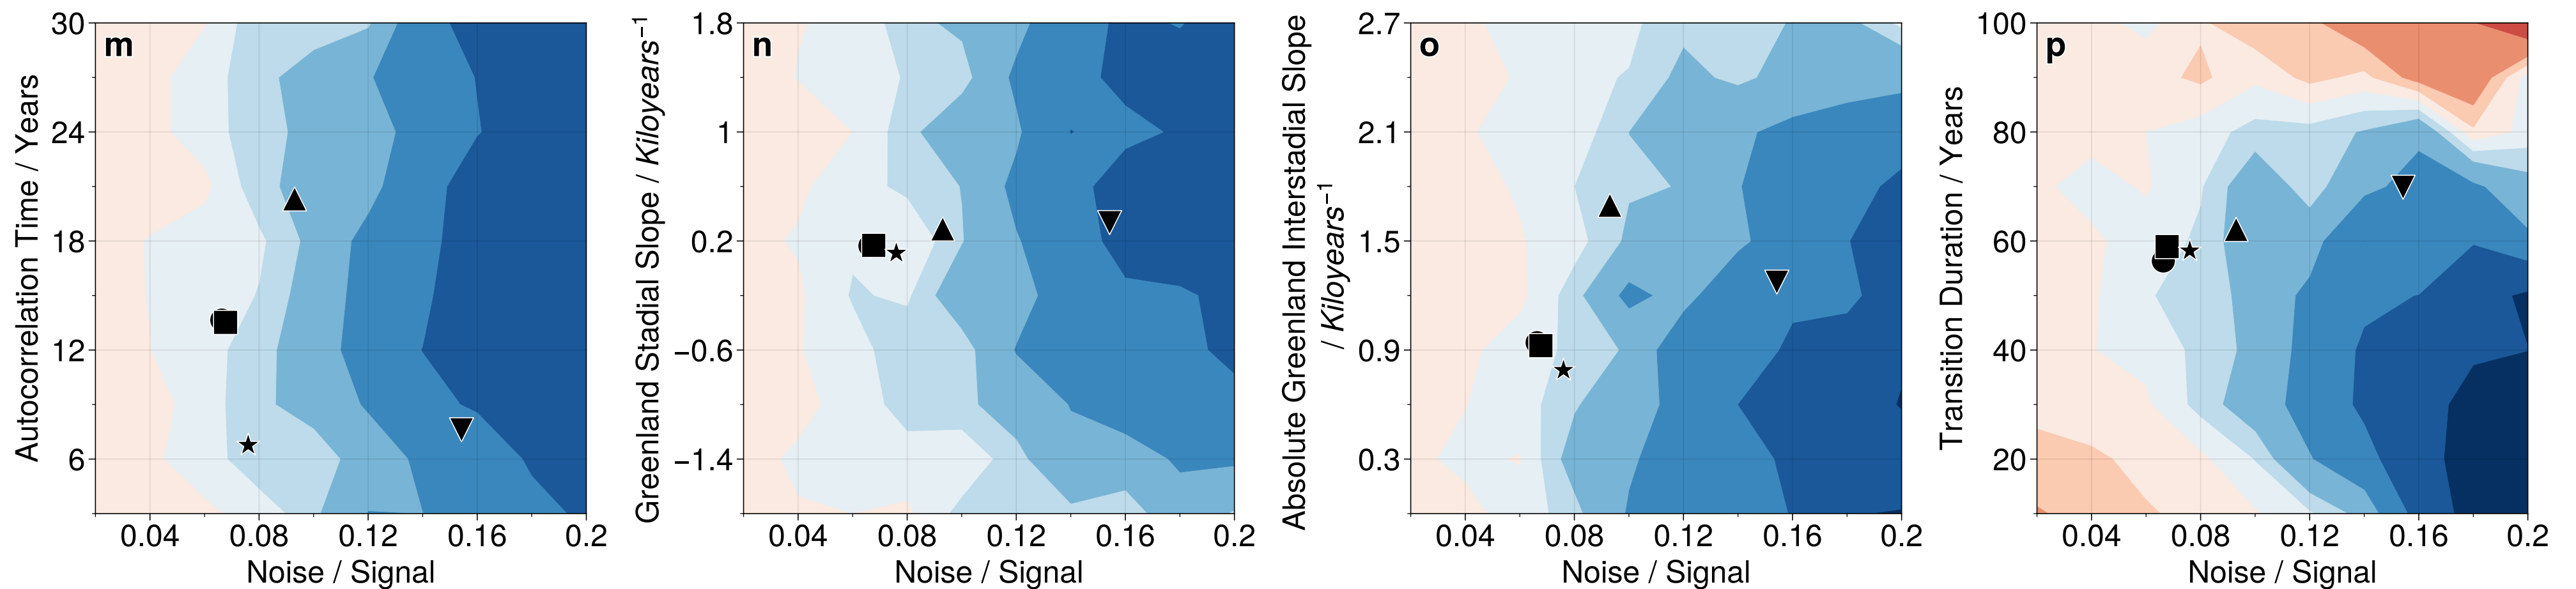 m
30
24
18
12
6
0.04 0.08 0.12 0.16 0.2
Noise / Signal
Autocorrelation Time / Years
n
1.8
1
0.2
−0.6
−1.4
0.04 0.08 0.12 0.16 0.2
Noise / Signal
Greenland Stadial Slope / Kiloyears⁻¹
o
2.7
2.1
1.5
0.9
0.3
0.04 0.08 0.12 0.16 0.2
Noise / Signal
Absolute Greenland Interstadial Slope
/ Kiloyears⁻¹
p
100
80
60
40
20
0.04 0.08 0.12 0.16 0.2
Noise / Signal
Transition Duration / Years